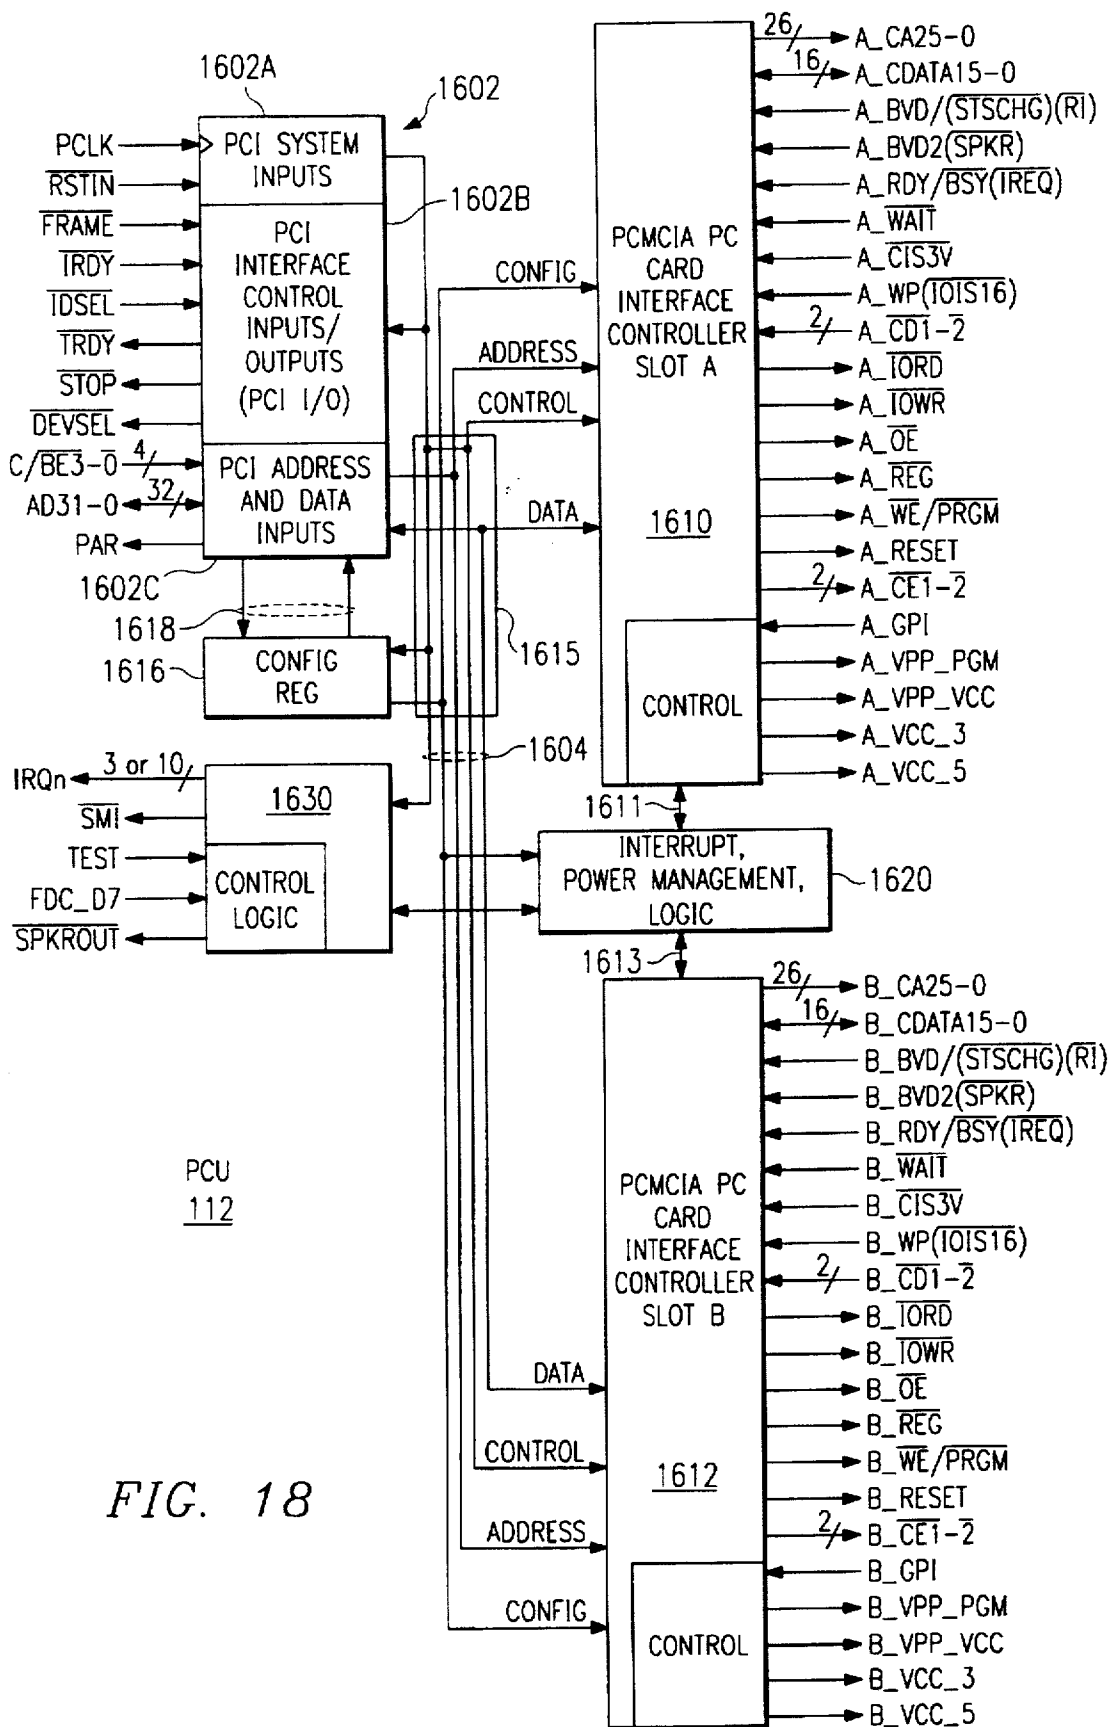 1602A
1602
PCLK
PCI SYSTEM
INPUTS
RSTIN
1602B
FRAME
PCI
INTERFACE
CONTROL
INPUTS/
OUTPUTS
(PCI I/O)
IRDY
IDSEL
TRDY
STOP
DEVSEL
C/BE3-0
4
PCI ADDRESS
AND DATA
INPUTS
AD31-0
32
PAR
1602C
1618
1616
CONFIG
REG
1615
1604
IRQn
3 or 10
1630
SMI
TEST
CONTROL
LOGIC
FDC_D7
SPKROUT
CONFIG
ADDRESS
CONTROL
DATA
PCMCIA PC
CARD
INTERFACE
CONTROLLER
SLOT A
1610
CONTROL
26
A_CA25-0
16
A_CDATA15-0
A_BVD/(STSCHG)(RI)
A_BVD2(SPKR)
A_RDY/BSY(IREQ)
A_WAIT
A_CIS3V
A_WP(IOIS16)
2
A_CD1-2
A_IORD
A_IOWR
A_OE
A_REG
A_WE/PRGM
A_RESET
2
A_CE1-2
A_GPI
A_VPP_PGM
A_VPP_VCC
A_VCC_3
A_VCC_5
1611
INTERRUPT,
POWER MANAGEMENT,
LOGIC
1620
1613
PCU
112
DATA
CONTROL
ADDRESS
CONFIG
PCMCIA PC
CARD
INTERFACE
CONTROLLER
SLOT B
1612
CONTROL
26
B_CA25-0
16
B_CDATA15-0
B_BVD/(STSCHG)(RI)
B_BVD2(SPKR)
B_RDY/BSY(IREQ)
B_WAIT
B_CIS3V
B_WP(IOIS16)
2
B_CD1-2
B_IORD
B_IOWR
B_OE
B_REG
B_WE/PRGM
B_RESET
2
B_CE1-2
B_GPI
B_VPP_PGM
B_VPP_VCC
B_VCC_3
B_VCC_5
FIG. 18